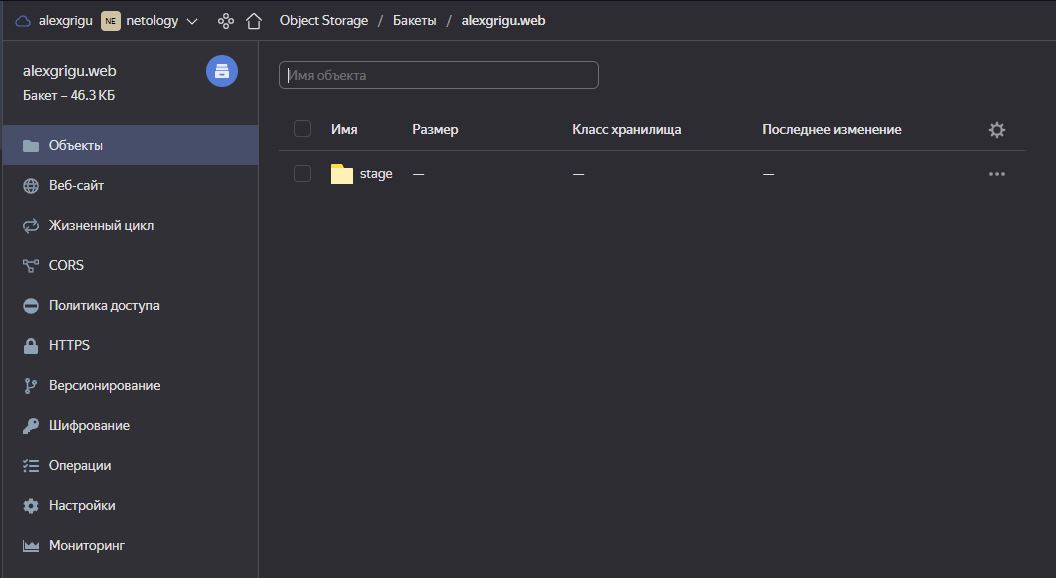 alexgrigu NE netology Object Storage / Бакеты / alexgrigu.web
alexgrigu.web
Бакет – 46.3 КБ
Объекты
Веб-сайт
Жизненный цикл
CORS
Политика доступа
HTTPS
Версионирование
Шифрование
Операции
Настройки
Мониторинг
Имя объекта
Имя Размер Класс хранилища Последнее изменение
stage — — —